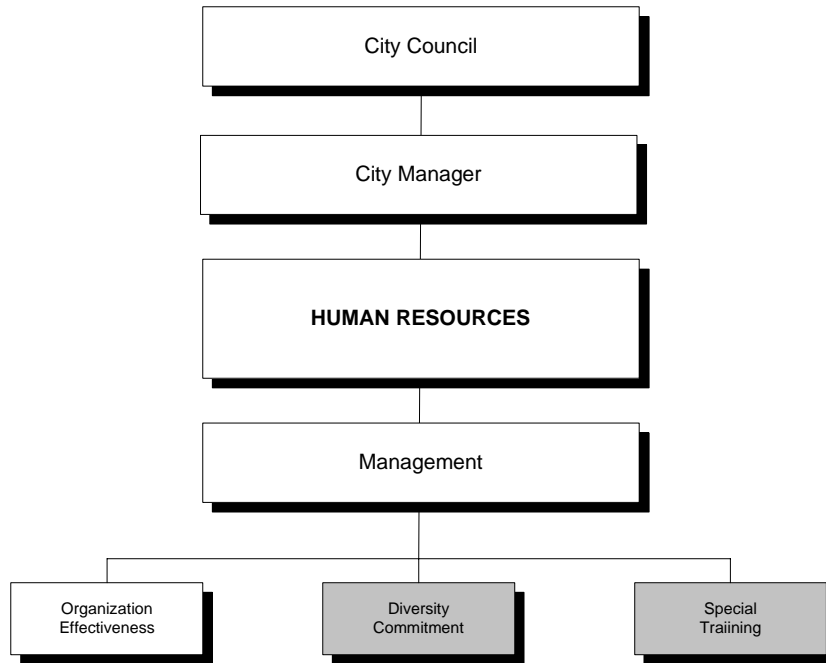 City Council
City Manager
HUMAN RESOURCES
Management
Organization
Effectiveness
Diversity
Commitment
Special
Traiining